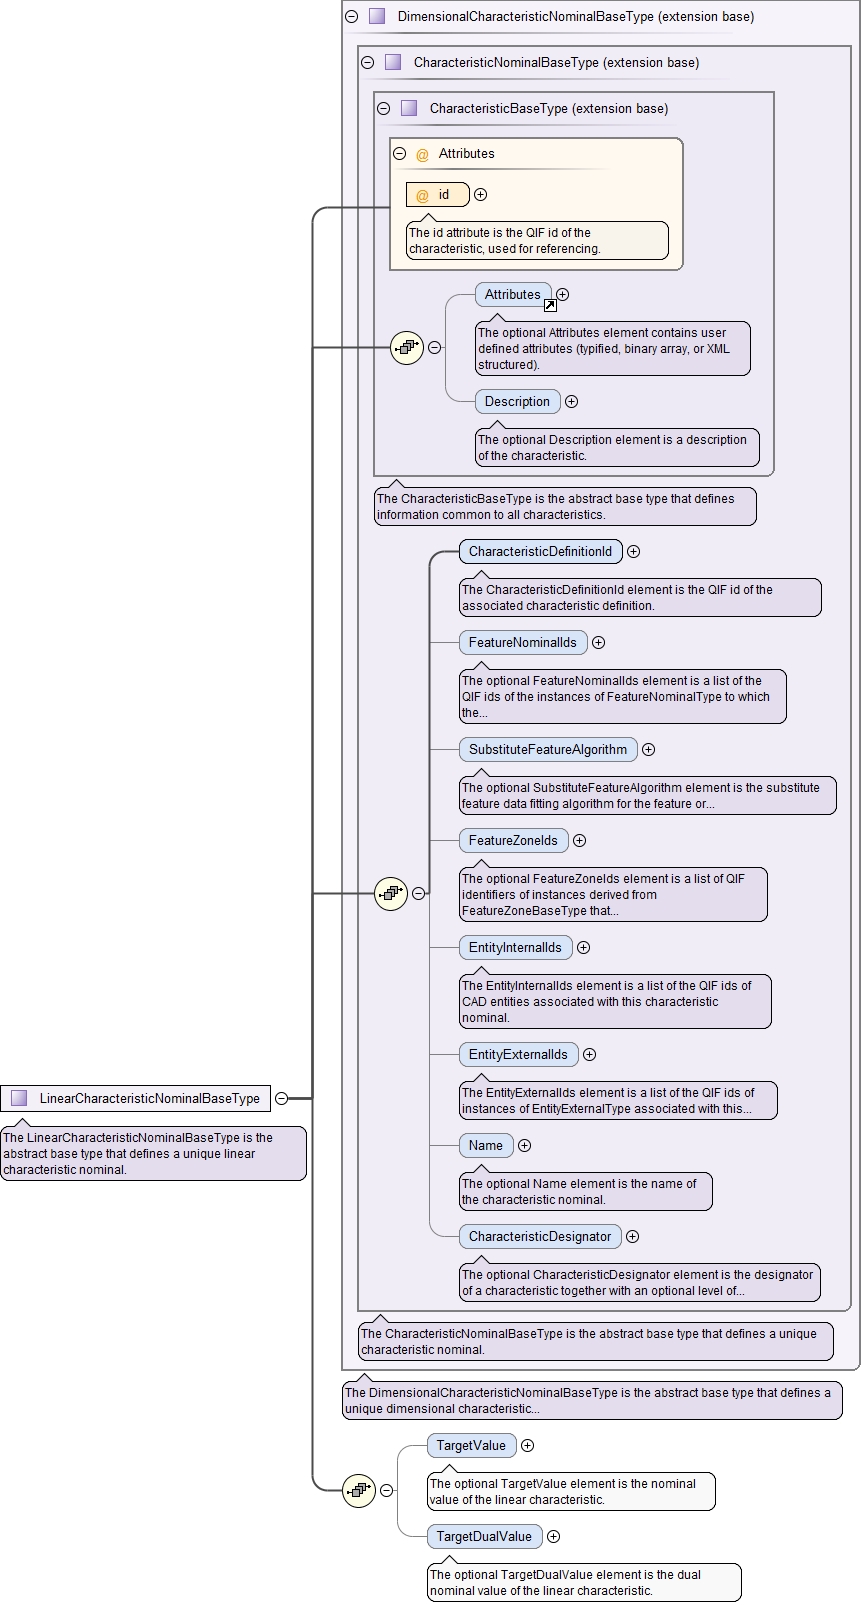 DimensionalCharacteristicNominalBaseType (extension base)
CharacteristicNominalBaseType (extension base)
CharacteristicBaseType (extension base)
@ Attributes
@ id
The id attribute is the QIF id of the
characteristic, used for referencing.
Attributes
The optional Attributes element contains user
defined attributes (typified, binary array, or XML
structured).
Description
The optional Description element is a description
of the characteristic.
The CharacteristicBaseType is the abstract base type that defines
information common to all characteristics.
CharacteristicDefinitionId
The CharacteristicDefinitionId element is the QIF id of the
associated characteristic definition.
FeatureNominalIds
The optional FeatureNominalIds element is a list of the
QIF ids of the instances of FeatureNominalType to which
the...
SubstituteFeatureAlgorithm
The optional SubstituteFeatureAlgorithm element is the substitute
feature data fitting algorithm for the feature or...
FeatureZoneIds
The optional FeatureZoneIds element is a list of QIF
identifiers of instances derived from
FeatureZoneBaseType that...
EntityInternalIds
The EntityInternalIds element is a list of the QIF ids of
CAD entities associated with this characteristic
nominal.
EntityExternalIds
The EntityExternalIds element is a list of the QIF ids of
instances of EntityExternalType associated with this...
Name
The optional Name element is the name of
the characteristic nominal.
CharacteristicDesignator
The optional CharacteristicDesignator element is the designator
of a characteristic together with an optional level of...
The CharacteristicNominalBaseType is the abstract base type that defines a unique
characteristic nominal.
The DimensionalCharacteristicNominalBaseType is the abstract base type that defines a
unique dimensional characteristic...
LinearCharacteristicNominalBaseType
The LinearCharacteristicNominalBaseType is the
abstract base type that defines a unique linear
characteristic nominal.
TargetValue
The optional TargetValue element is the nominal
value of the linear characteristic.
TargetDualValue
The optional TargetDualValue element is the dual
nominal value of the linear characteristic.